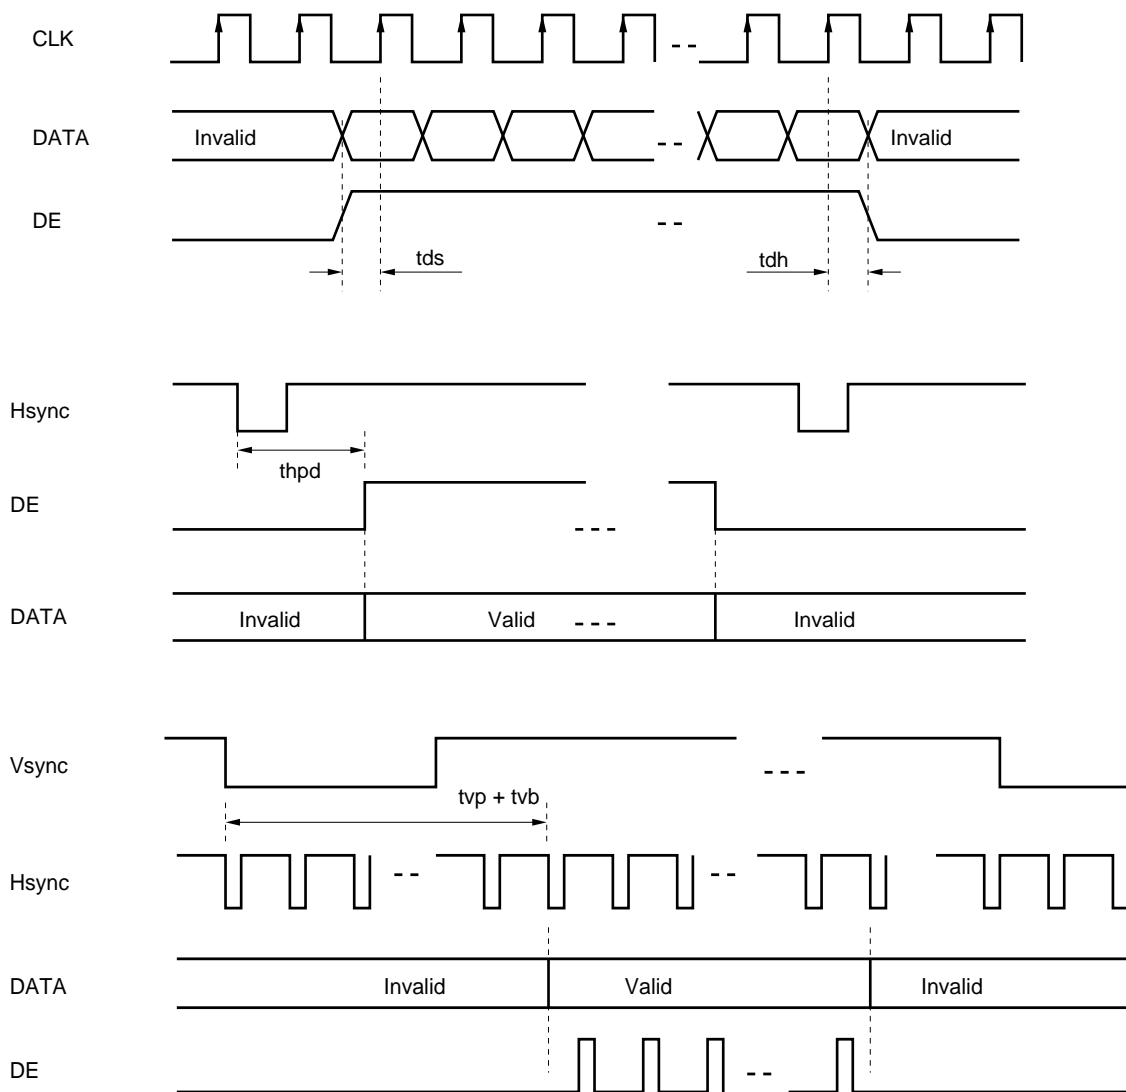 CLK
DATA
Invalid
Invalid
DE
tds
tdh
Hsync
thpd
DE
DATA
Invalid
Valid
Invalid
Vsync
tvp + tvb
Hsync
DATA
Invalid
Valid
Invalid
DE